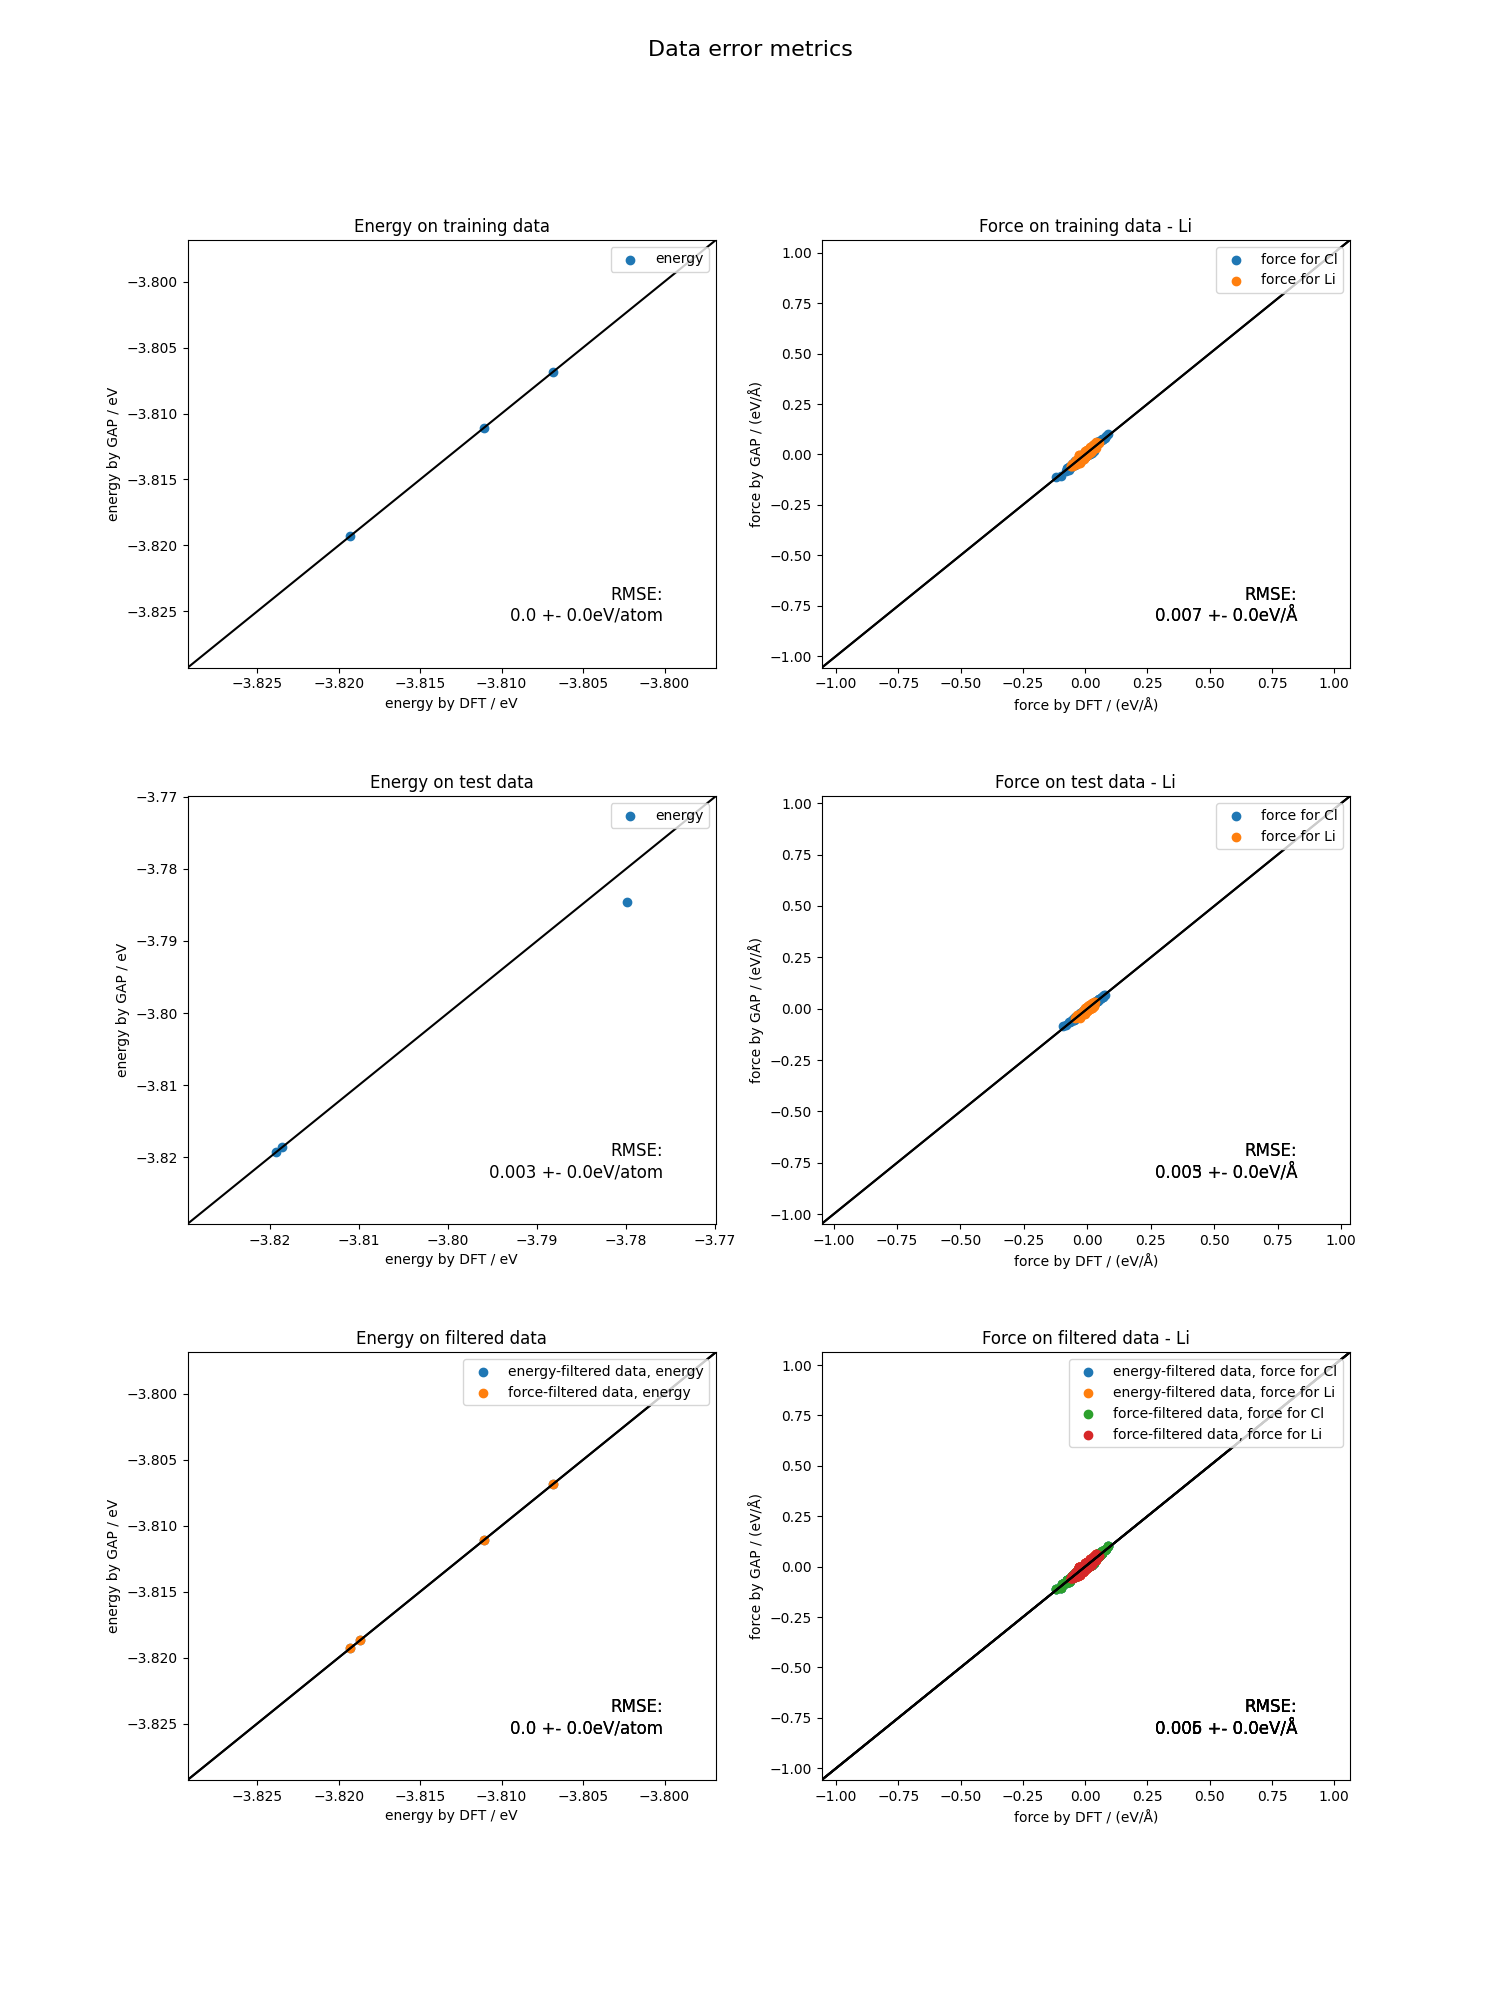 Data error metrics
Energy on training data
energy
−3.800
−3.805
−3.810
−3.815
−3.820
−3.825
energy by GAP / eV
RMSE:
0.0 +- 0.0eV/atom
−3.825 −3.820 −3.815 −3.810 −3.805 −3.800
energy by DFT / eV
Force on training data - Li
force for Cl
force for Li
1.00
0.75
0.50
0.25
0.00
−0.25
−0.50
−0.75
−1.00
force by GAP / (eV/Å)
RMSE:
0.007 +- 0.0eV/Å
−1.00 −0.75 −0.50 −0.25 0.00 0.25 0.50 0.75 1.00
force by DFT / (eV/Å)
Energy on test data
energy
−3.77
−3.78
−3.79
−3.80
−3.81
−3.82
energy by GAP / eV
RMSE:
0.003 +- 0.0eV/atom
−3.82 −3.81 −3.80 −3.79 −3.78 −3.77
energy by DFT / eV
Force on test data - Li
force for Cl
force for Li
1.00
0.75
0.50
0.25
0.00
−0.25
−0.50
−0.75
−1.00
force by GAP / (eV/Å)
RMSE:
+- 0.0eV/Å
−1.00 −0.75 −0.50 −0.25 0.00 0.25 0.50 0.75 1.00
force by DFT / (eV/Å)
Energy on filtered data
energy-filtered data, energy
force-filtered data, energy
−3.800
−3.805
−3.810
−3.815
−3.820
−3.825
energy by GAP / eV
RMSE:
0.0 +- 0.0eV/atom
−3.825 −3.820 −3.815 −3.810 −3.805 −3.800
energy by DFT / eV
Force on filtered data - Li
energy-filtered data, force for Cl
energy-filtered data, force for Li
force-filtered data, force for Cl
force-filtered data, force for Li
1.00
0.75
0.50
0.25
0.00
−0.25
−0.50
−0.75
−1.00
force by GAP / (eV/Å)
RMSE:
+- 0.0eV/Å
−1.00 −0.75 −0.50 −0.25 0.00 0.25 0.50 0.75 1.00
force by DFT / (eV/Å)